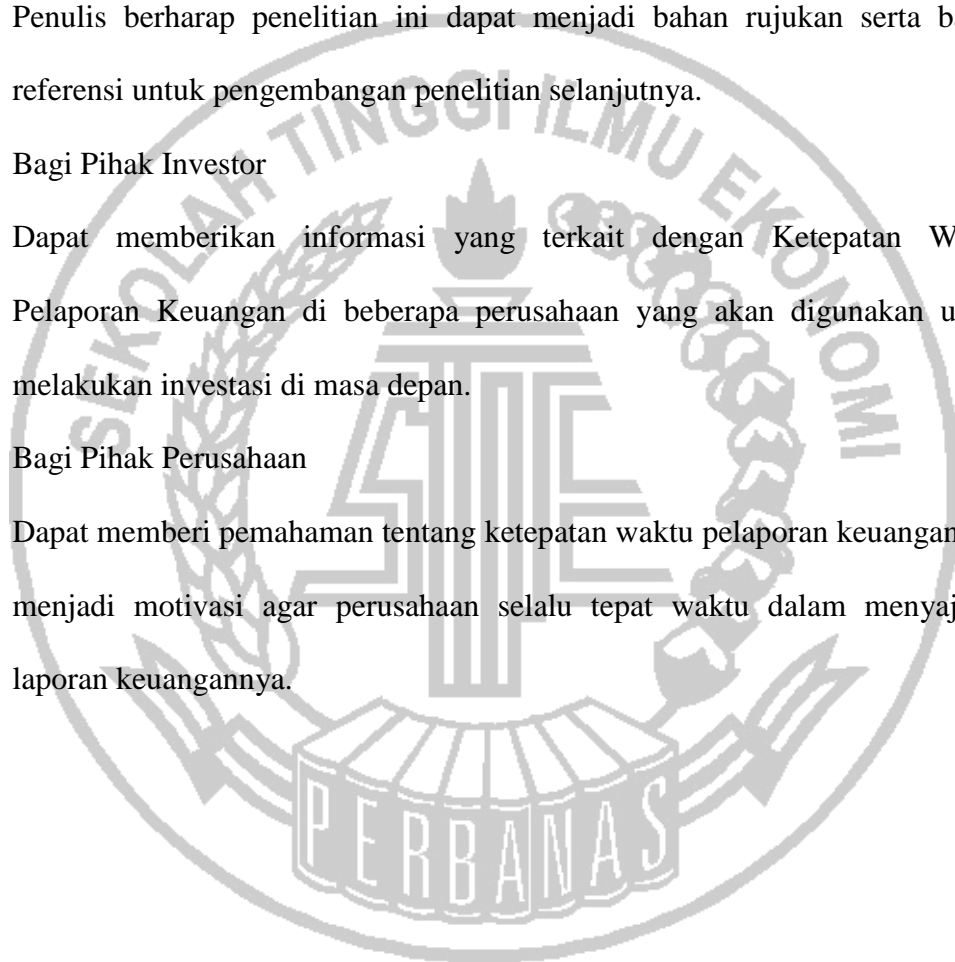 Penulis berharap penelitian ini dapat menjadi bahan rujukan serta
referensi untuk pengembangan penelitian selanjutnya.
Bagi Pihak Investor
Dapat memberikan informasi yang terkait dengan Ketepatan
Pelaporan Keuangan di beberapa perusahaan yang akan digunakan
melakukan investasi di masa depan.
Bagi Pihak Perusahaan
Dapat memberi pemahaman tentang ketepatan waktu pelaporan keuangan
menjadi motivasi agar perusahaan selalu tepat waktu dalam
laporan keuangannya.
SEKOLAH TINGGI ILMU EKONOMI
PERBANAS